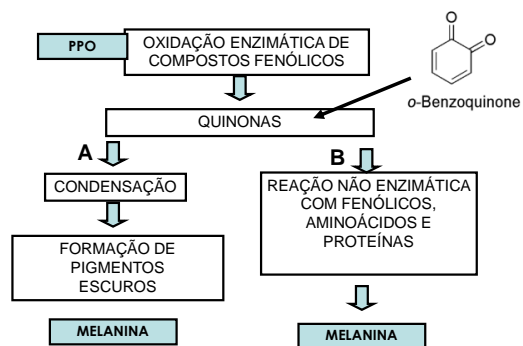 PPO
OXIDAÇÃO ENZIMÁTICA DE
COMPOSTOS FENÓLICOS
O
O
o-Benzoquinone
QUINONAS
A
B
CONDENSAÇÃO
REAÇÃO NÃO ENZIMÁTICA
COM FENÓLICOS,
AMINOÁCIDOS E
PROTEÍNAS
FORMAÇÃO DE
PIGMENTOS
ESCUROS
MELANINA
MELANINA